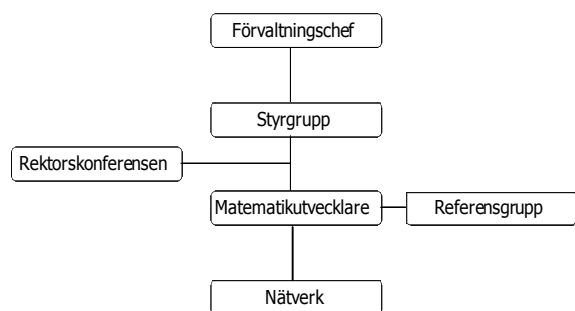 Förvaltningschef
Styrgrupp
Rektorskonferensen
Matematikutvecklare
Referensgrupp
Nätverk